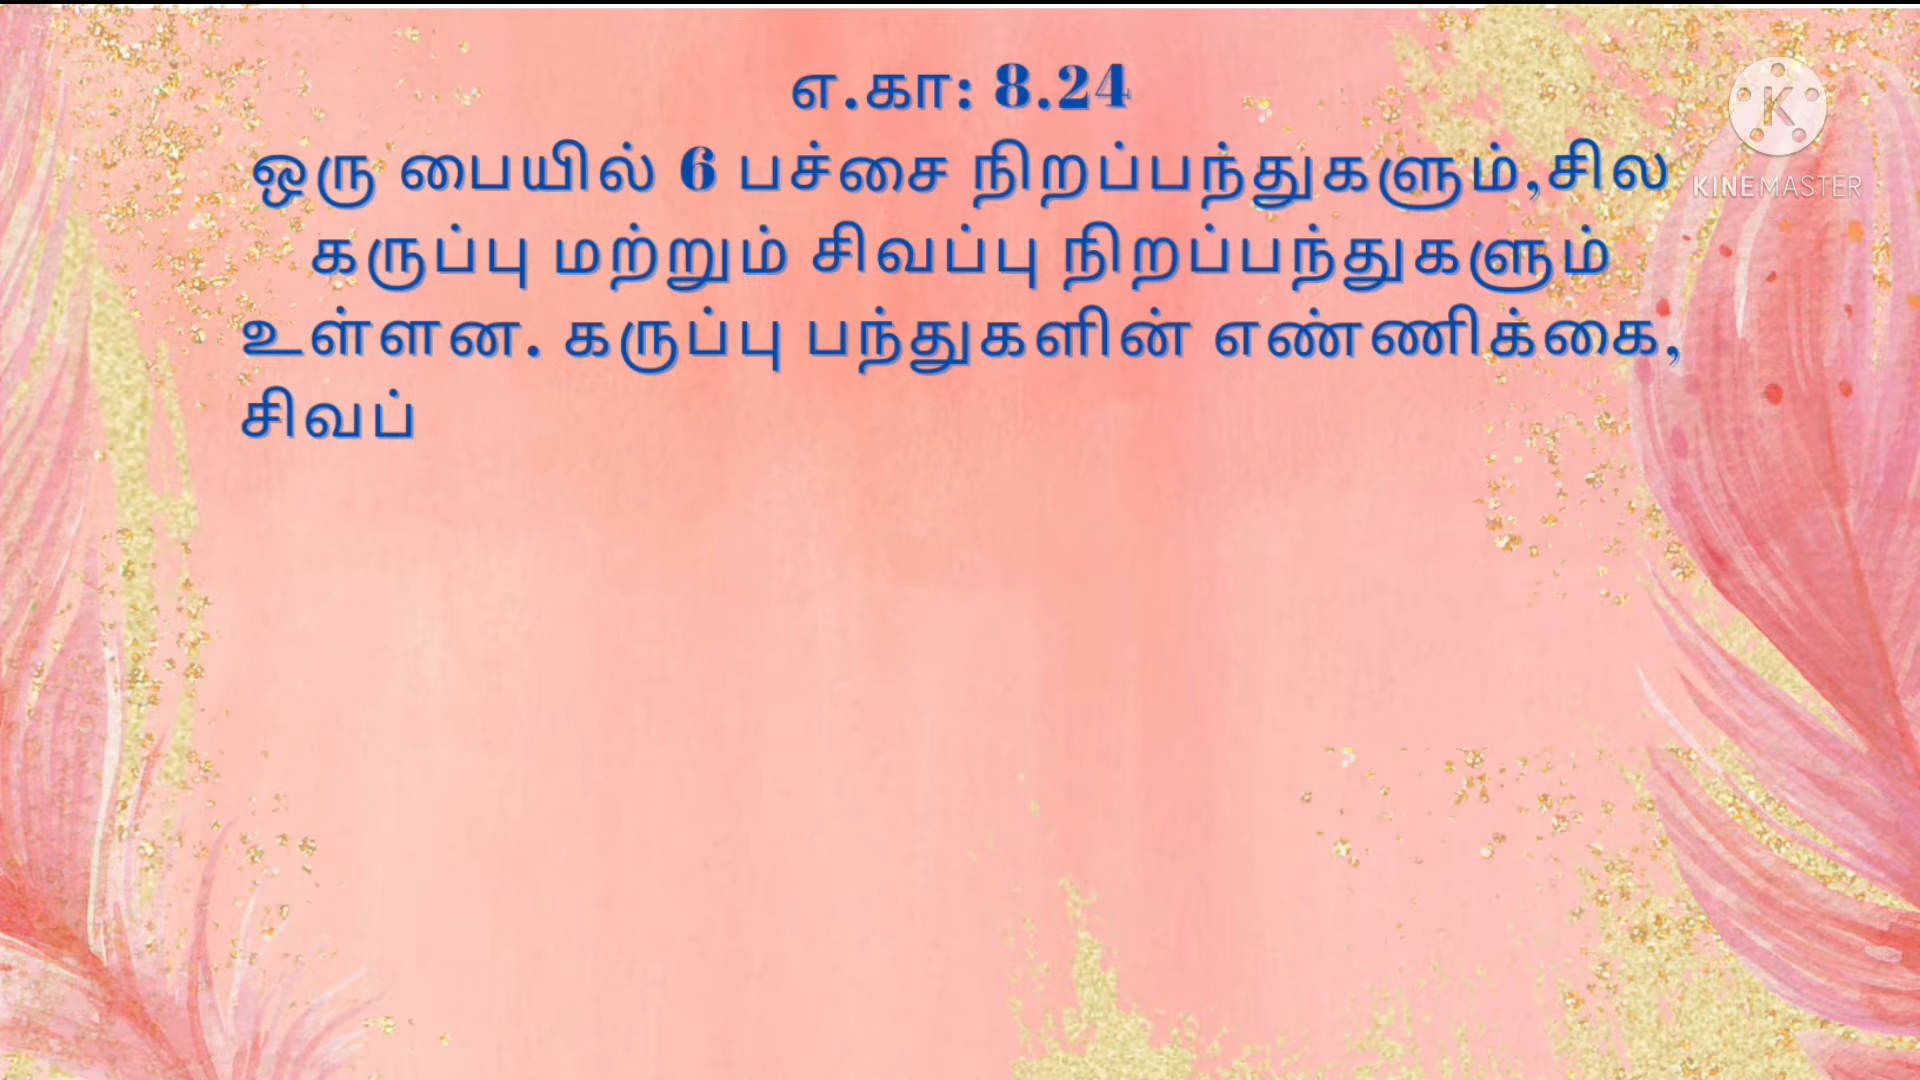 எ.கா: 8.24
ஒரு பையில் 6 பச்சை நிறப்பந்துகளும்,சில
கருப்பு மற்றும் சிவப்பு நிறப்பந்துகளும்
உள்ளன. கருப்பு பந்துகளின் எண்ணிக்கை,
சிவப்
K
KINEMASTER